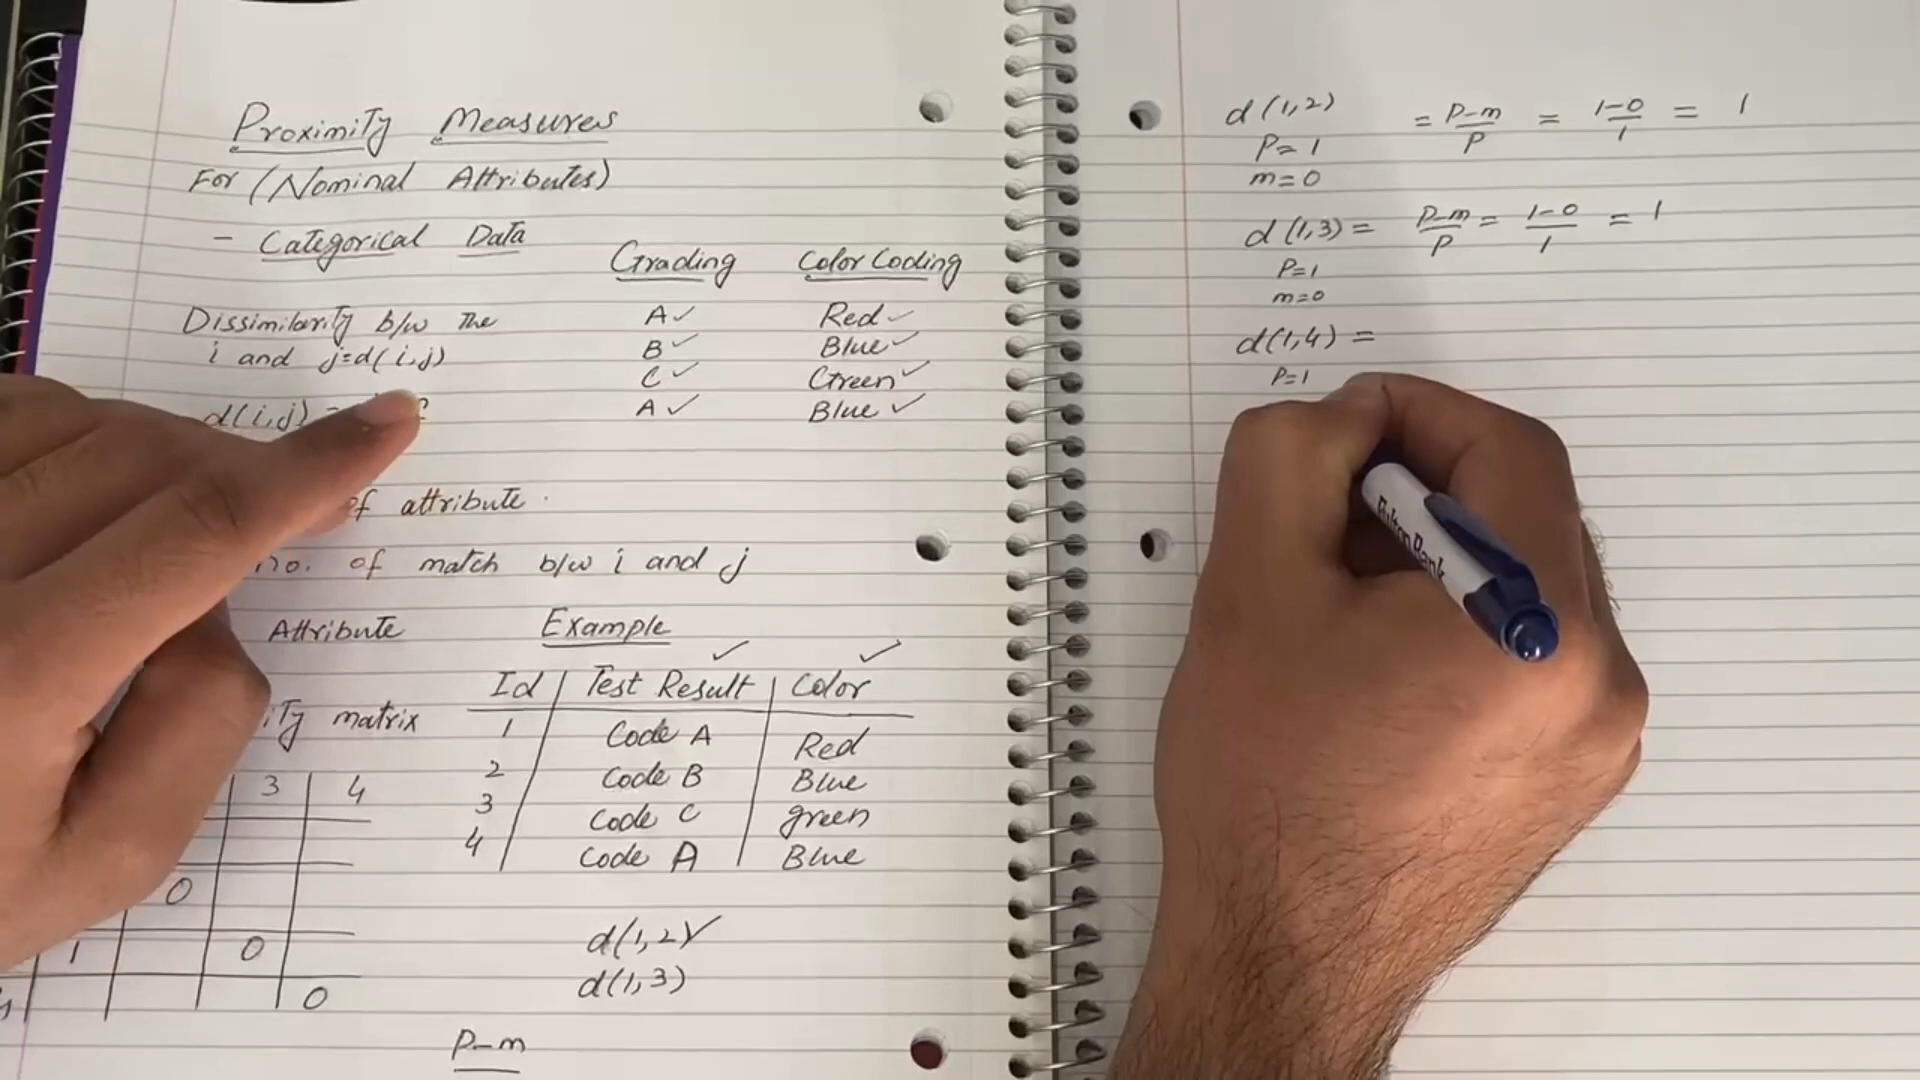 Proximity Measures
For (Nominal Attributes)
- Categorical Data
Grading Color Coding
A✓ Red✓
B✓ Blue✓
C✓ Green✓
A✓ Blue✓
Dissimilarity b/w The
i and j=d(i,j)
d(i,j) =
of attribute.
no. of match b/w i and j
Attribute
ity matrix
3 4
0
1 0
0
Example
✓ ✓
Id Test Result Color
1 Code A Red
2 Code B Blue
3 Code C green
4 Code A Blue
d(1,2)✓
d(1,3)
P-m
d(1,2) = P-m/P = 1-0/1 = 1
P=1
m=0
d(1,3) = P-m/P = 1-0/1 = 1
P=1
m=0
d(1,4) =
P=1
Fulton Bank